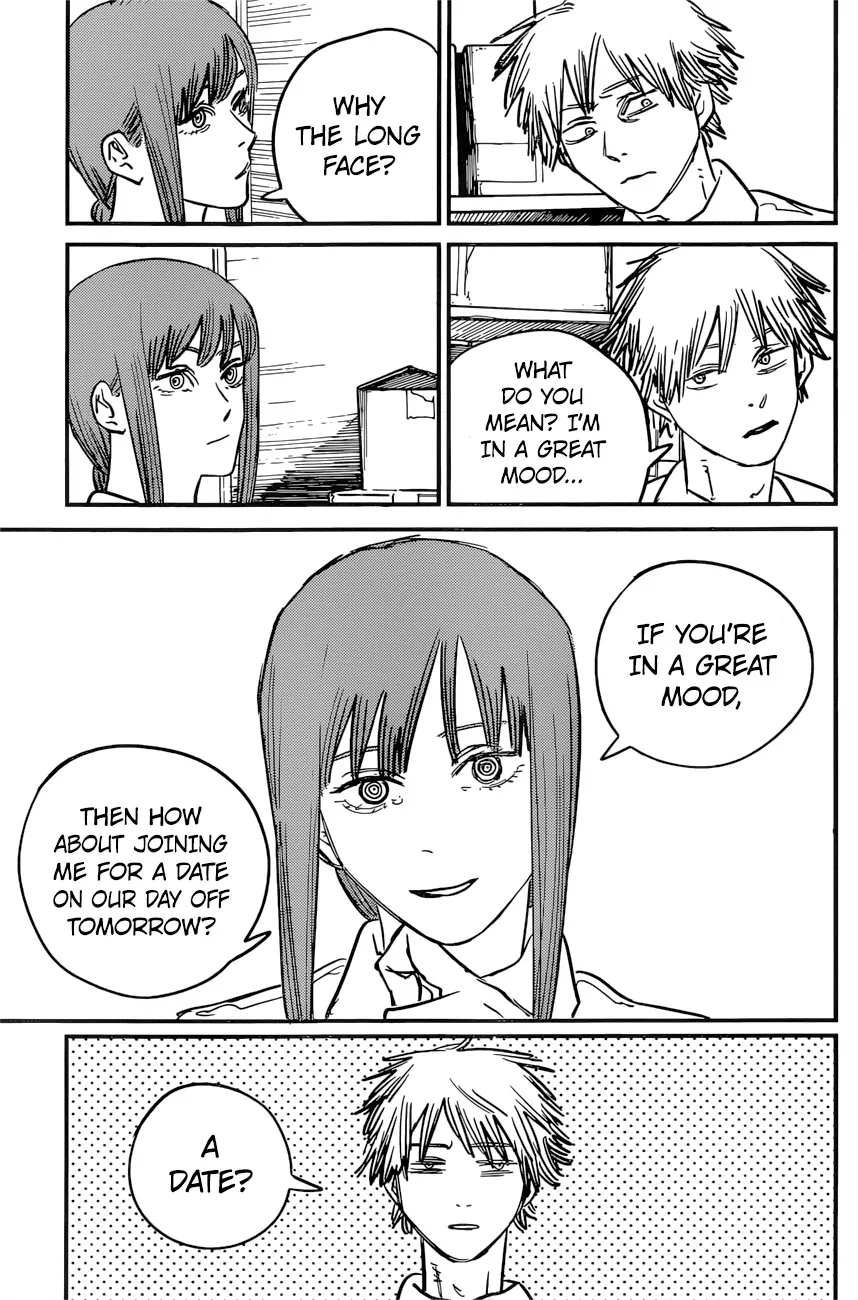 WHY
THE LONG
FACE?
WHAT
DO YOU
MEAN? I'M
IN A GREAT
MOOD...
IF YOU'RE
IN A GREAT
MOOD,
THEN HOW
ABOUT JOINING
ME FOR A DATE
ON OUR DAY OFF
TOMORROW?
A
DATE?